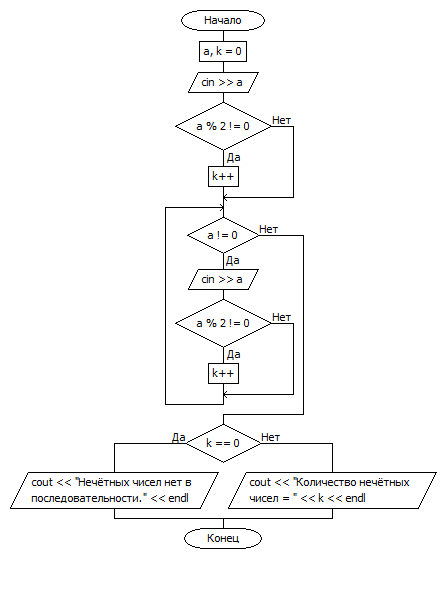 Начало
a, k = 0
cin >> a
a % 2 != 0
Нет
Да
k++
a != 0
Нет
Да
cin >> a
a % 2 != 0
Нет
Да
k++
Да
k == 0
Нет
cout << "Нечётных чисел нет в
последовательности." << endl
cout << "Количество нечётных
чисел = " << k << endl
Конец